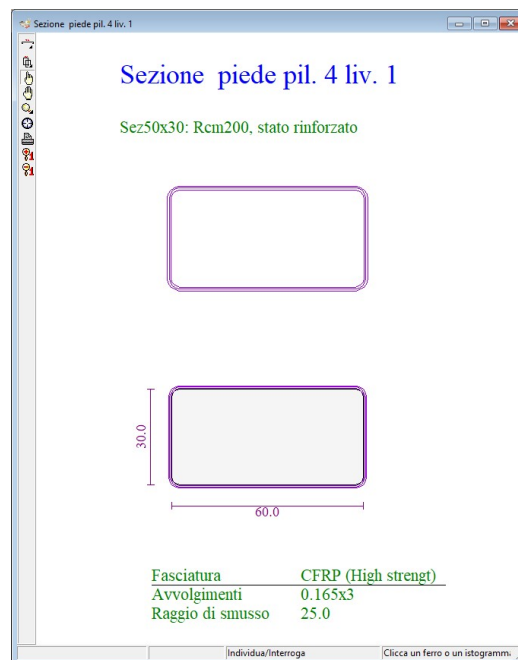 Sezione piede pil. 4 liv. 1
Sezione piede pil. 4 liv. 1
Sez50x30: Rcm200, stato rinforzato
30.0
60.0
Fasciatura CFRP (High strengt)
Avvolgimenti 0.165x3
Raggio di smusso 25.0
Individua/Interroga Clicca un ferro o un istogramm.